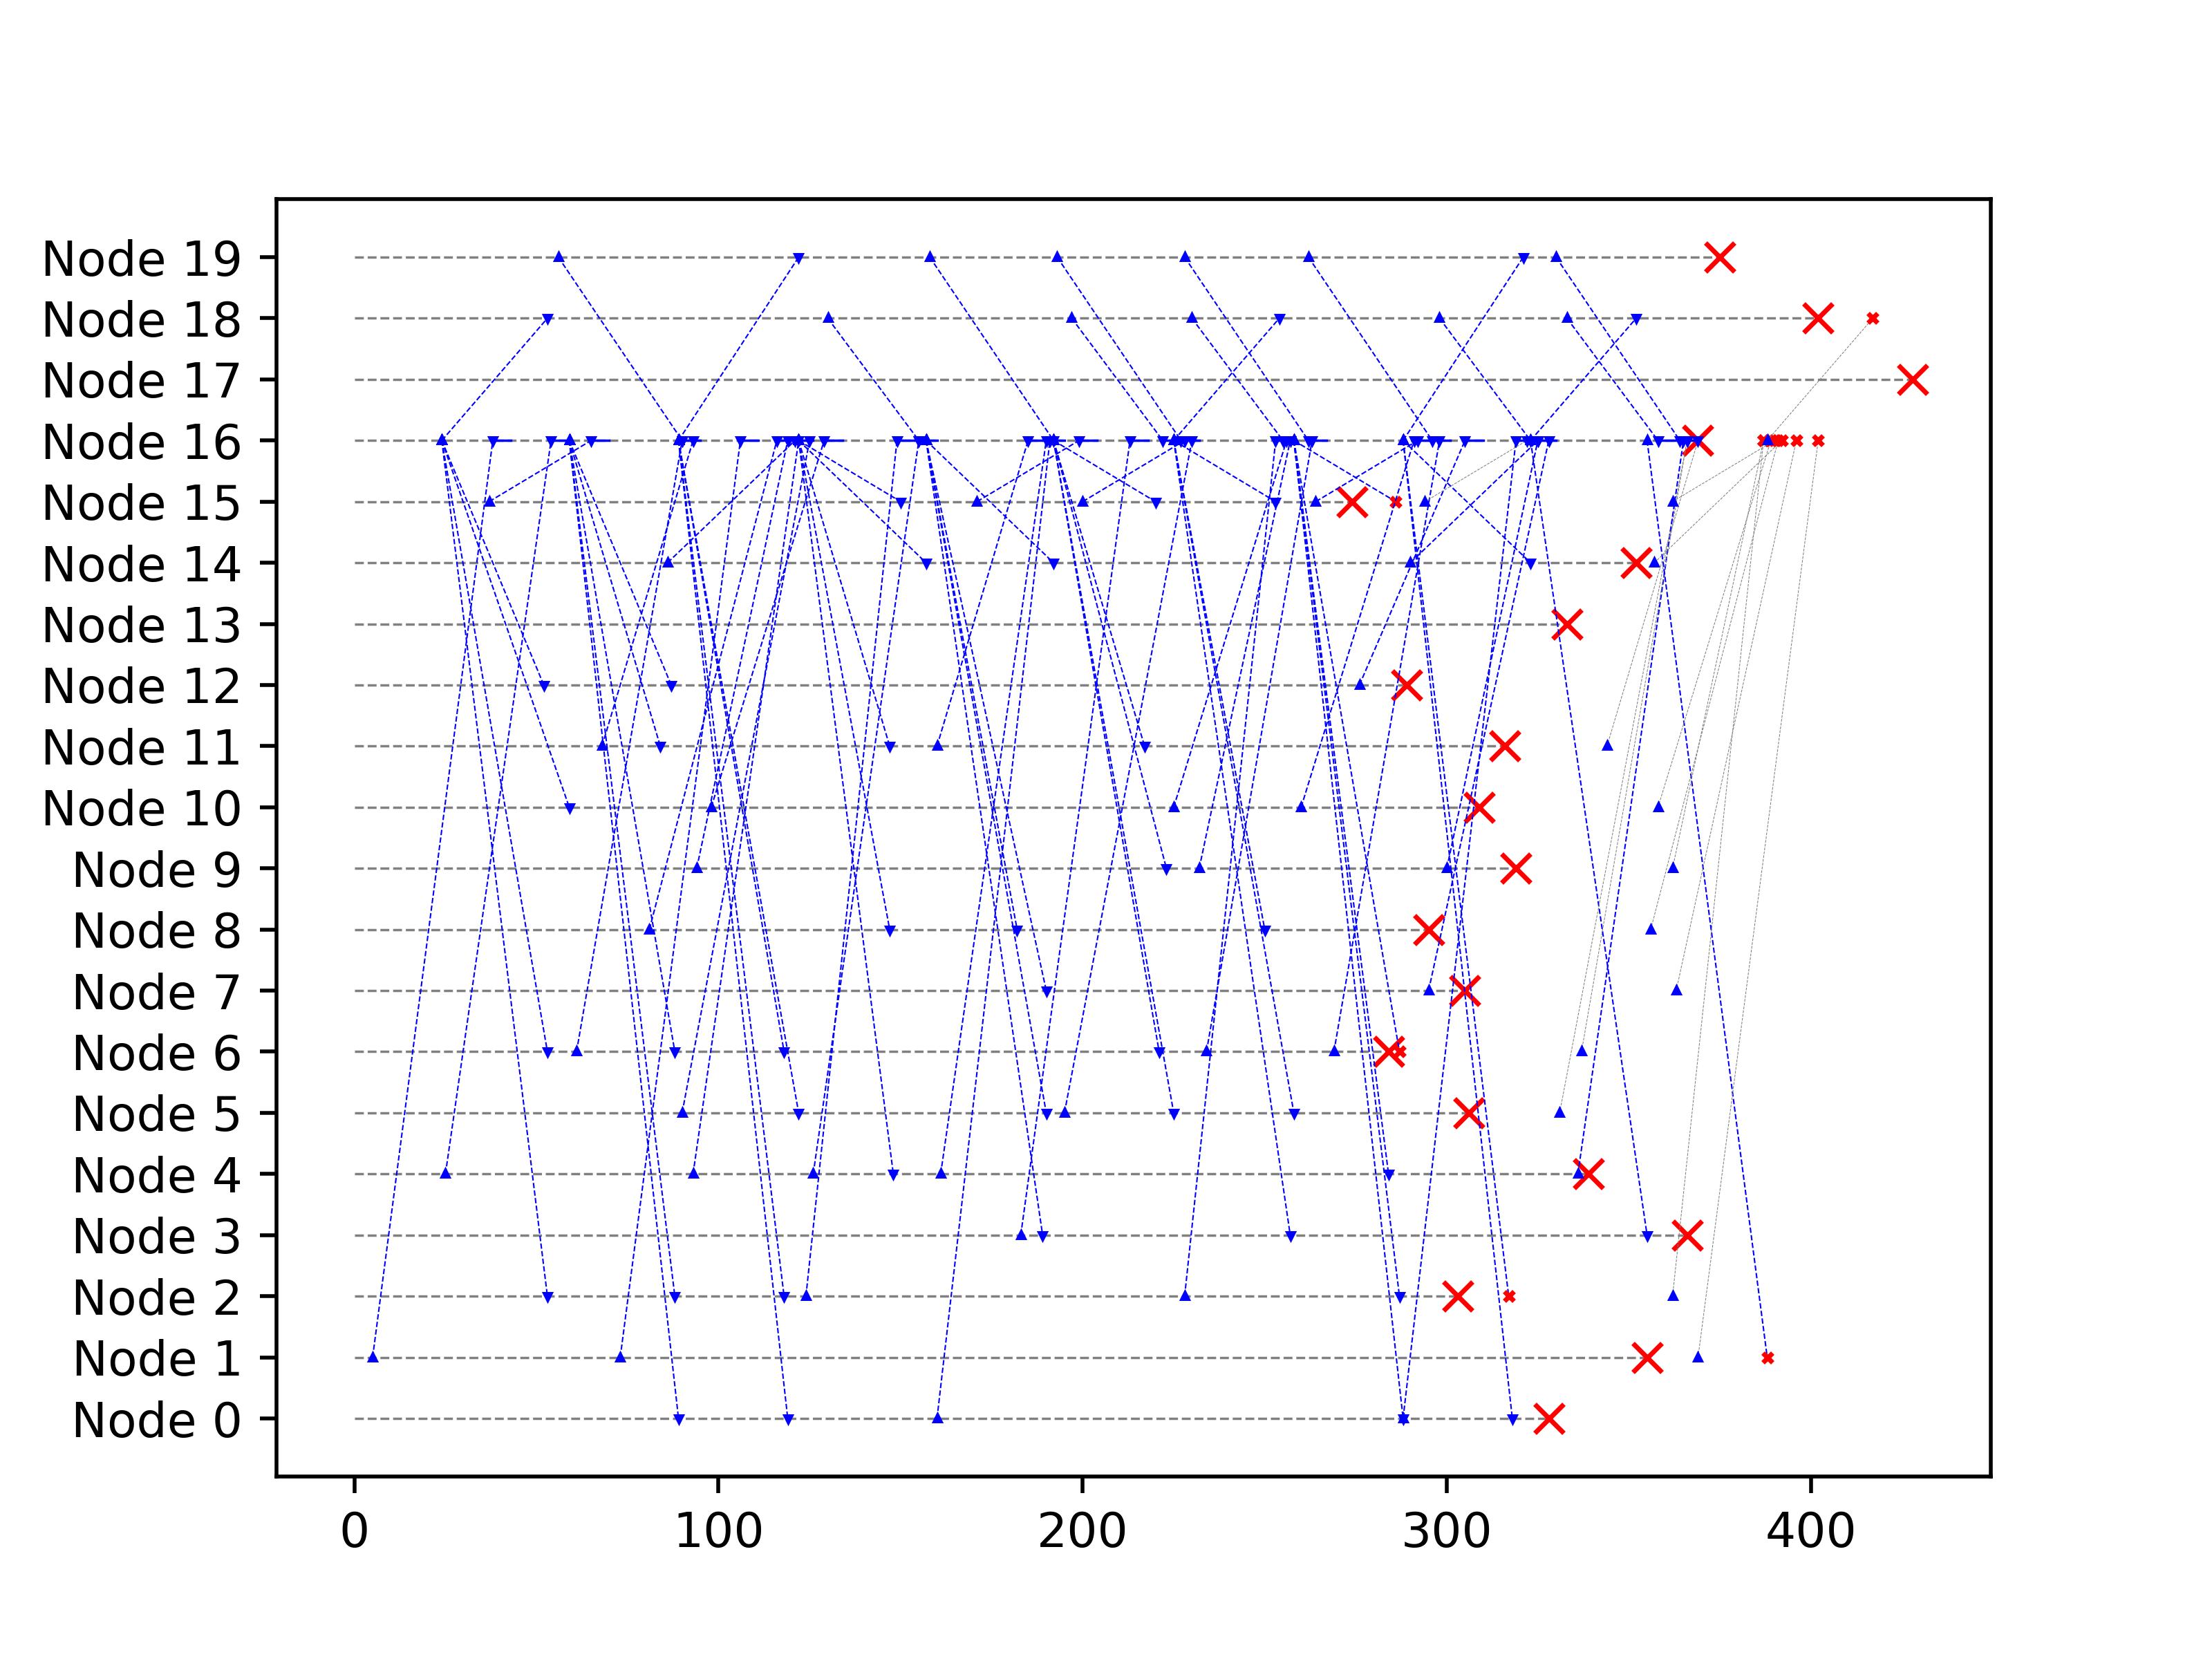 Node 19
Node 18
Node 17
Node 16
Node 15
Node 14
Node 13
Node 12
Node 11
Node 10
Node 9
Node 8
Node 7
Node 6
Node 5
Node 4
Node 3
Node 2
Node 1
Node 0
0 100 200 300 400